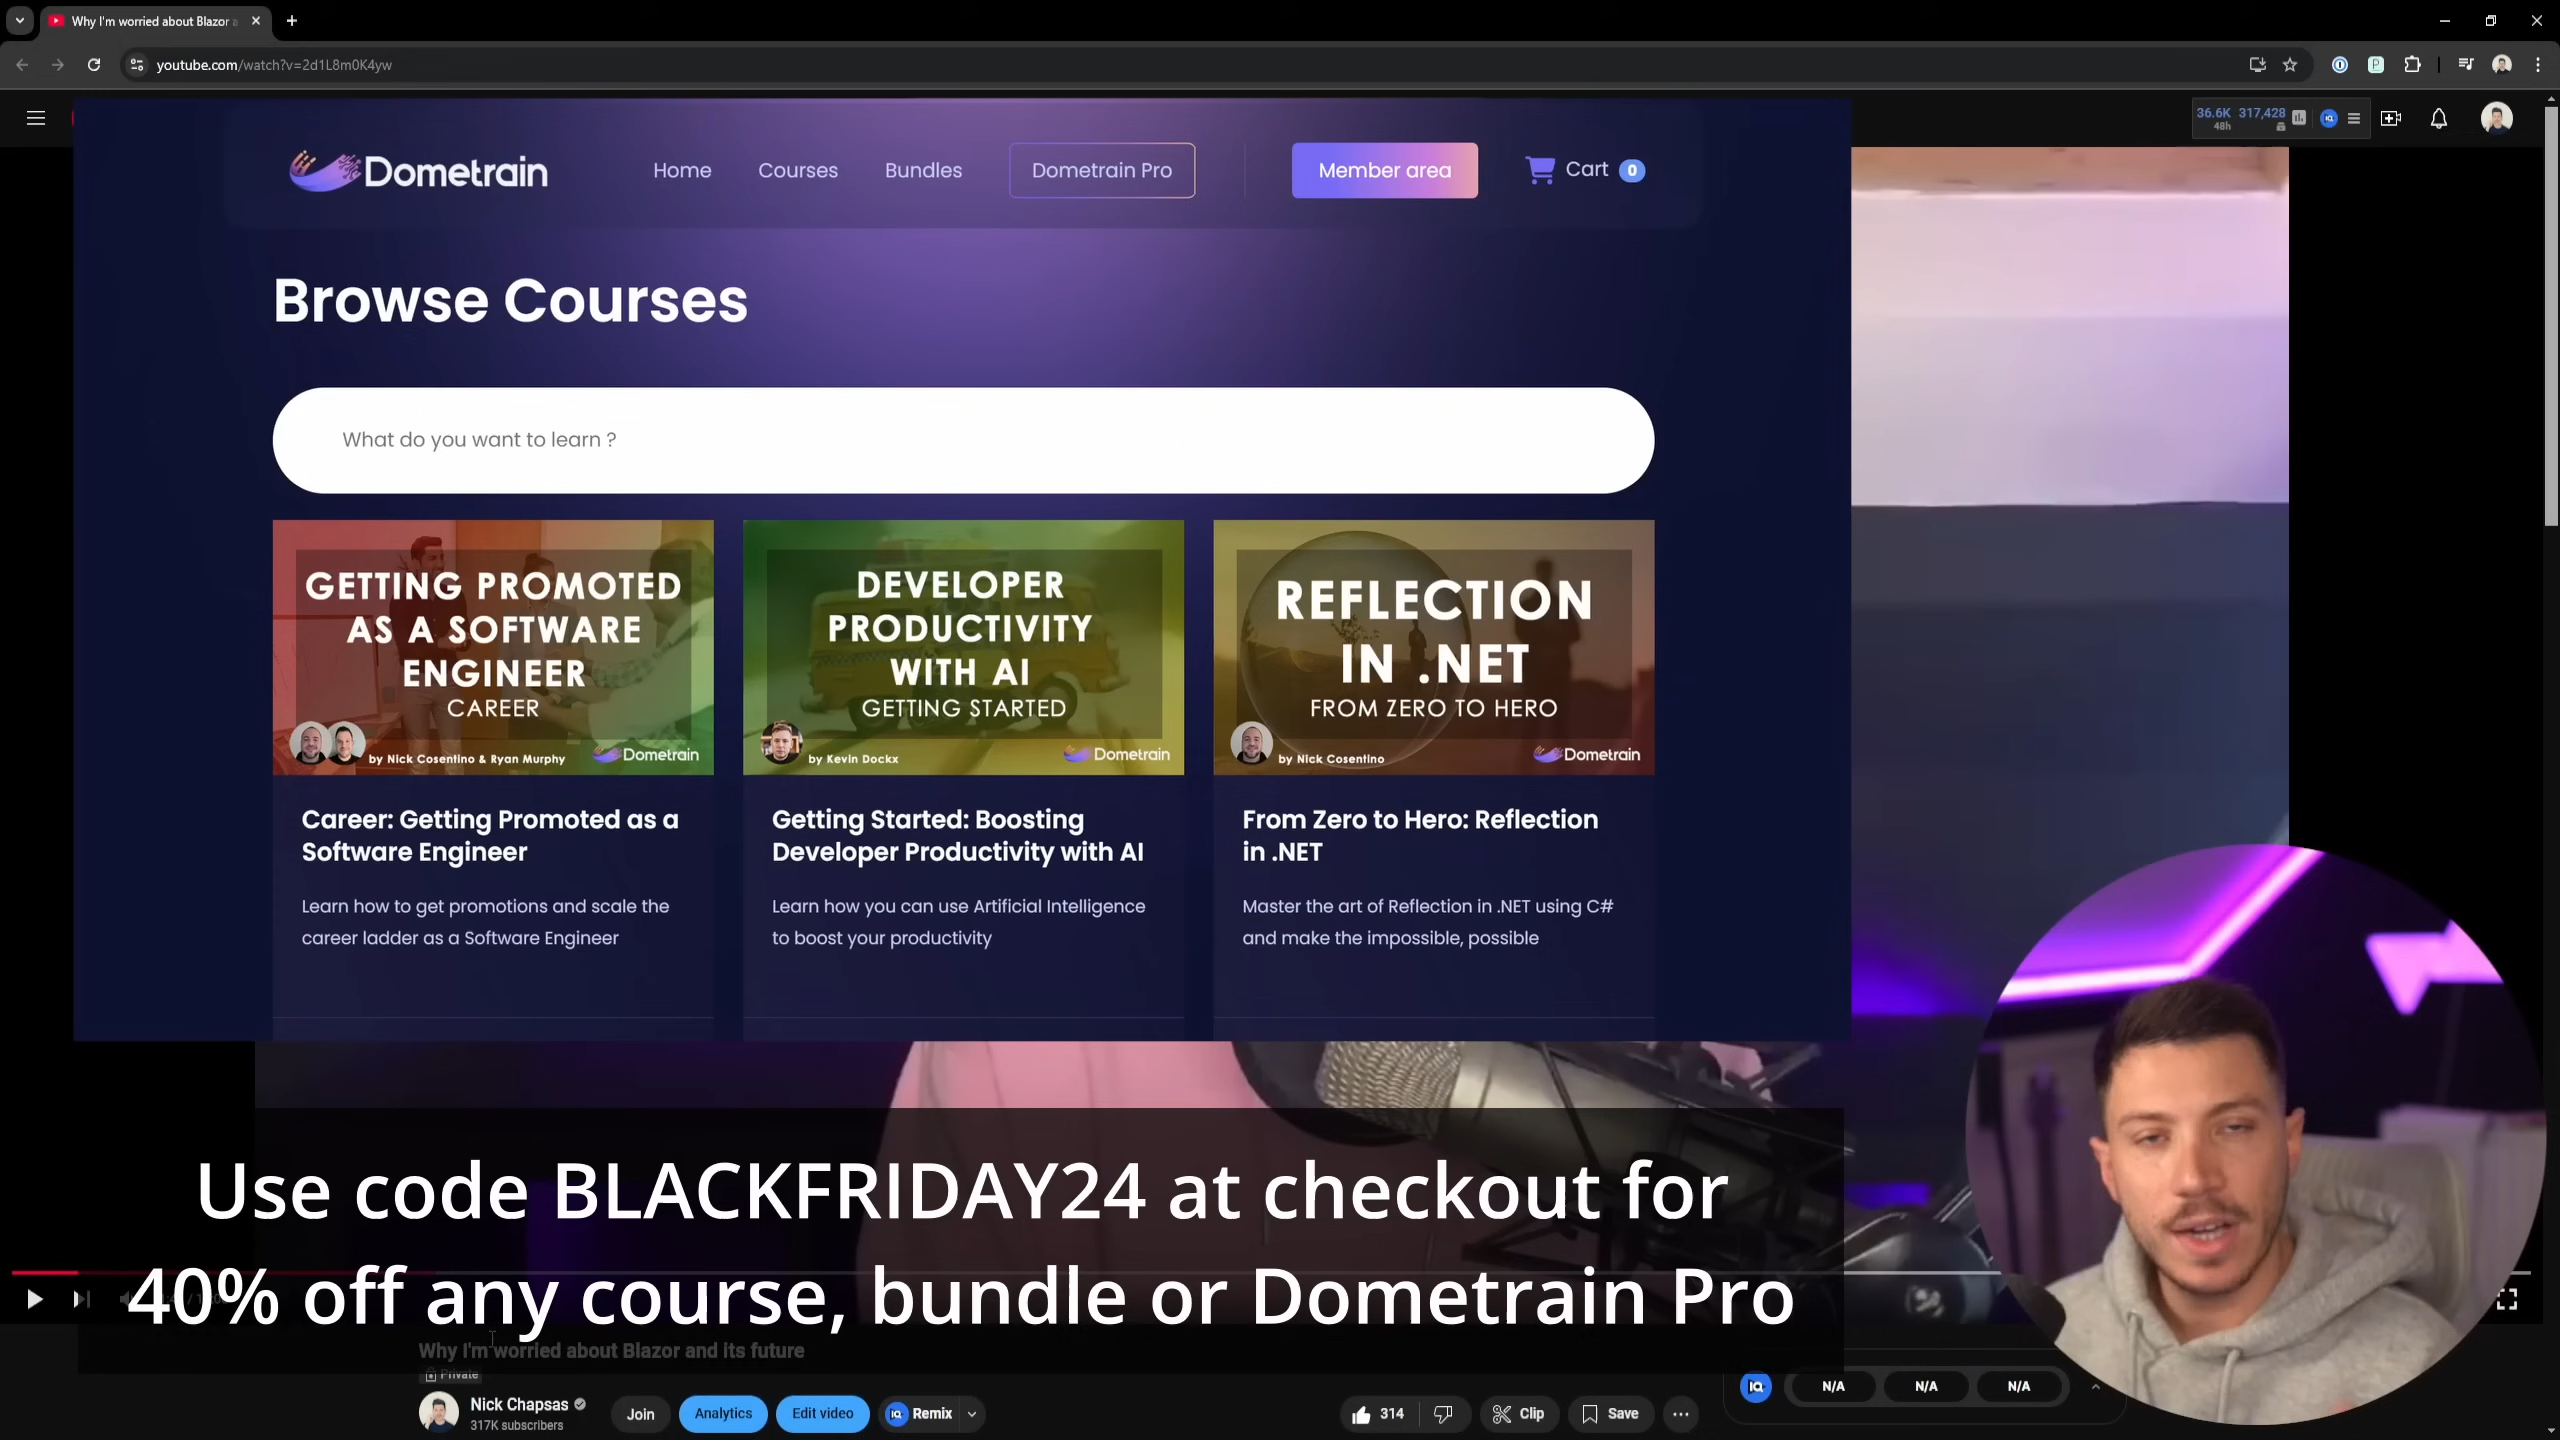 Why I'm worried about Blazor a
youtube.com/watch?v=2d1L8m0K4yw
36.6K 317,428
48h
Dometrain
Home
Courses
Bundles
Dometrain Pro
Member area
Cart 0
Browse Courses
What do you want to learn ?
GETTING PROMOTED
AS A SOFTWARE
ENGINEER
CAREER
by Nick Cosentino & Ryan Murphy
Dometrain
DEVELOPER
PRODUCTIVITY
WITH AI
GETTING STARTED
by Kevin Dockx
Dometrain
REFLECTION
IN .NET
FROM ZERO TO HERO
by Nick Cosentino
Dometrain
Career: Getting Promoted as a
Software Engineer
Learn how to get promotions and scale the
career ladder as a Software Engineer
Getting Started: Boosting
Developer Productivity with AI
Learn how you can use Artificial Intelligence
to boost your productivity
From Zero to Hero: Reflection
in .NET
Master the art of Reflection in .NET using C#
and make the impossible, possible
Use code BLACKFRIDAY24 at checkout for
40% off any course, bundle or Dometrain Pro
Why I'm worried about Blazor and its future
Private
Nick Chapsas
317K subscribers
Join
Analytics
Edit video
Remix
314
Clip
Save
N/A
N/A
N/A